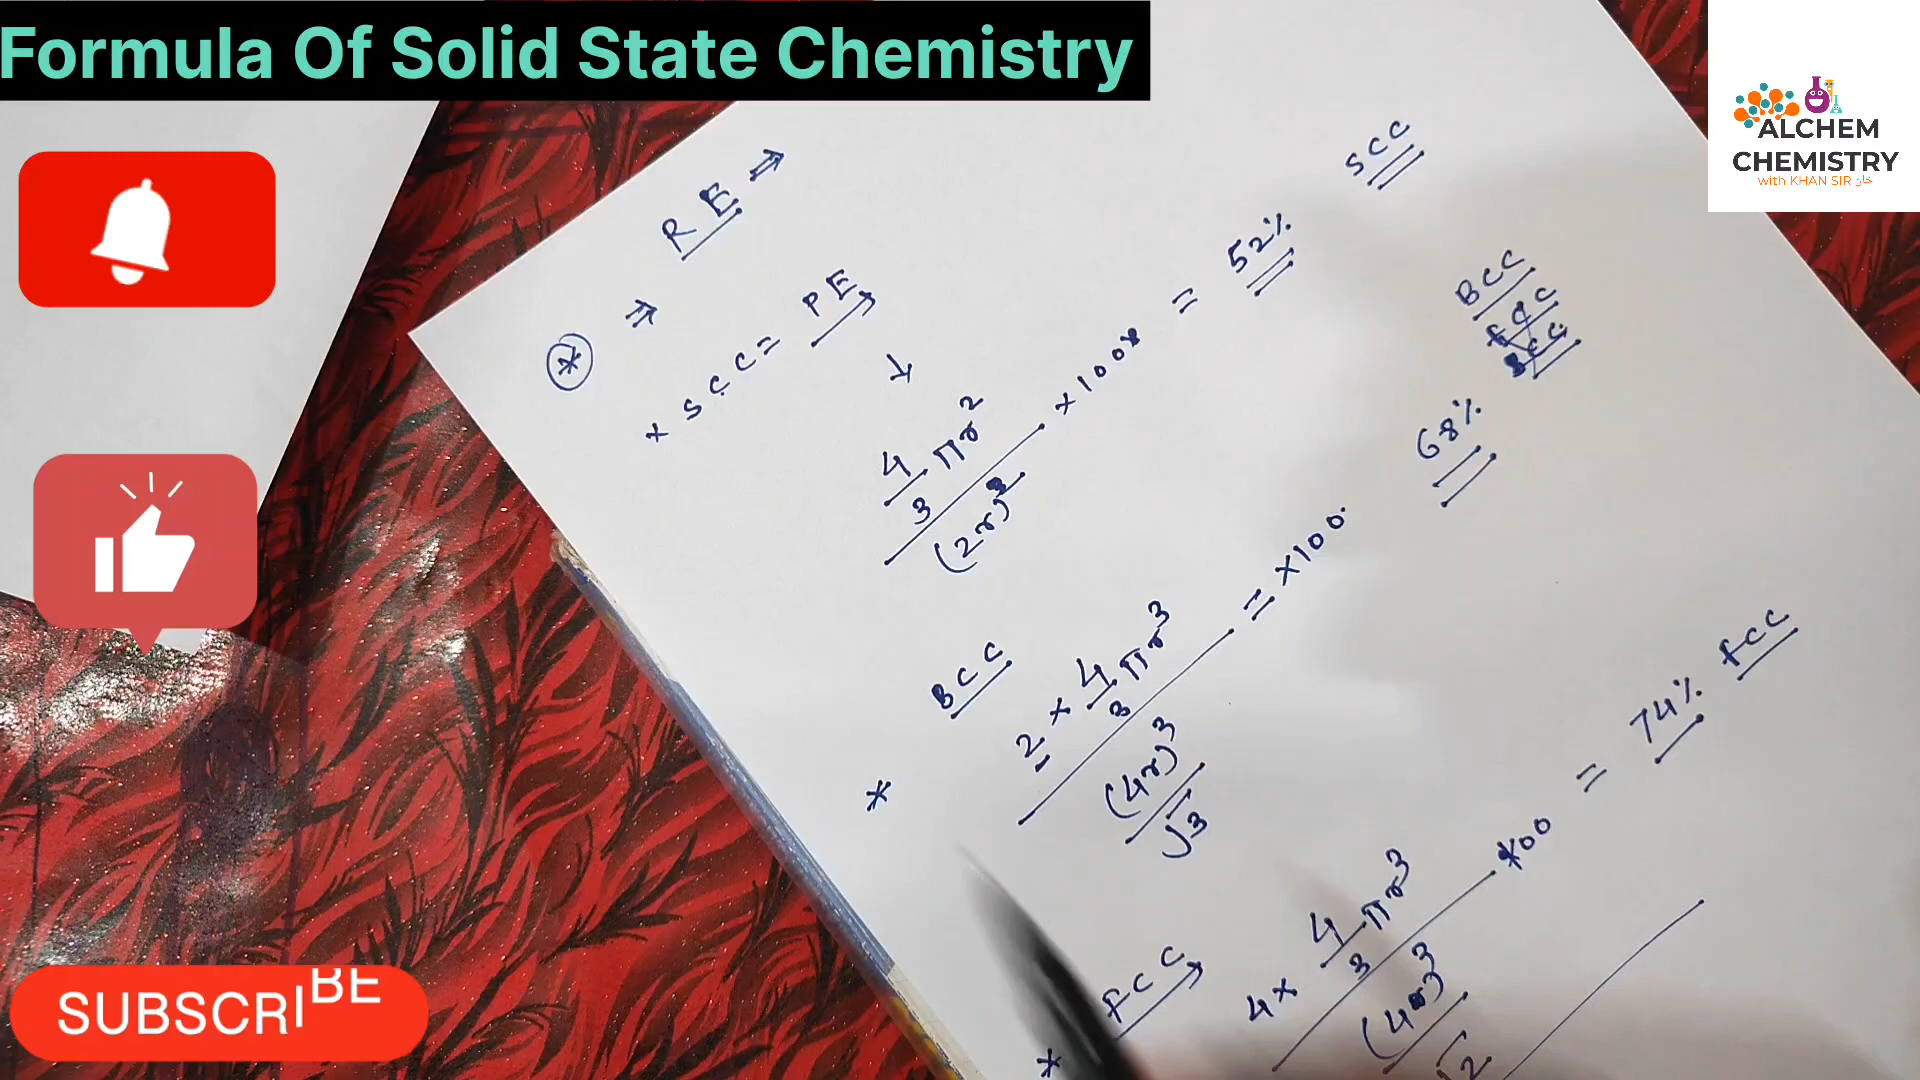 Formula Of Solid State Chemistry
ALCHEM
CHEMISTRY
with KHAN SIR خان
SUBSCRIBE
R E ⇒
* ⇒
× SCC = PE
↓
4/3 πr² / (2r)³ × 100 = 52% SCC
BCC
68%
BCC
* 2 × 4/3 πr³ / (4r)³/√3 = ×100
FCC
* 4 × 4/3 πr³ / (4r)³/√2 ×100 = 74% FCC